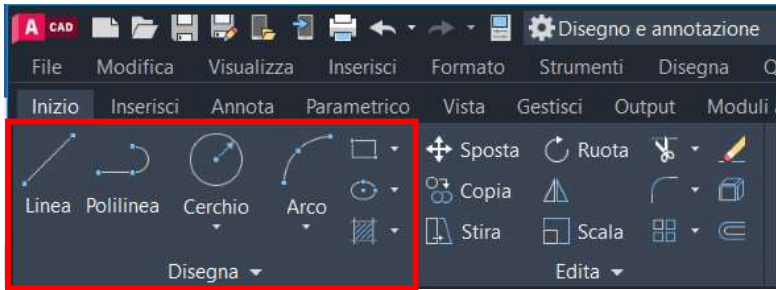 A CAD Disegno e annotazione
File Modifica Visualizza Inserisci Formato Strumenti Disegna
Inizio Inserisci Annota Parametrico Vista Gestisci Output Moduli
Linea Polilinea Cerchio Arco
Sposta Ruota
Copia
Stira Scala
Disegna Edita